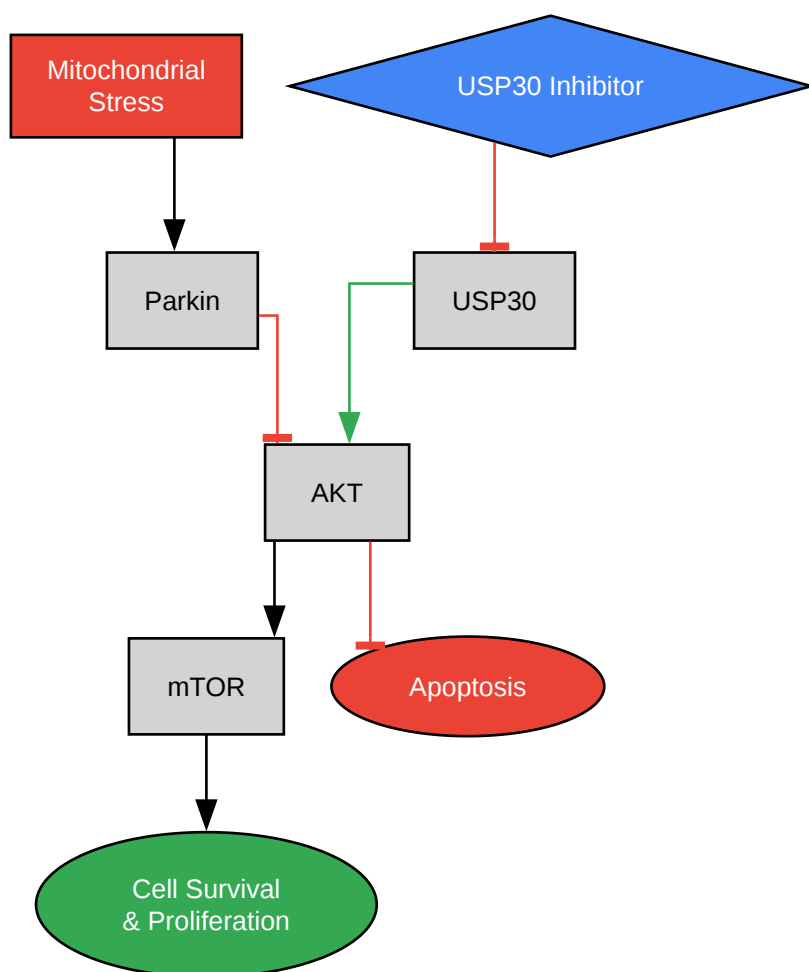 Mitochondrial
Stress
USP30 Inhibitor
Parkin
USP30
AKT
mTOR
Apoptosis
Cell Survival
& Proliferation